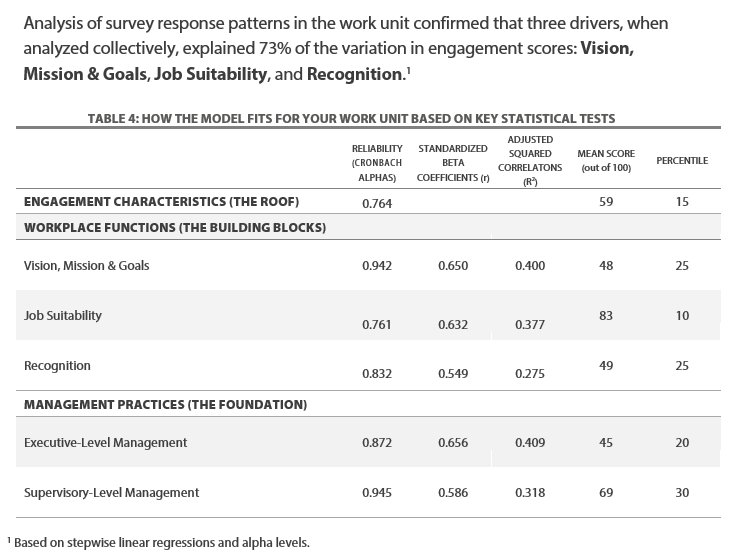 Analysis of survey response patterns in the work unit confirmed that three drivers, when
analyzed collectively, explained 73% of the variation in engagement scores: Vision,
Mission & Goals, Job Suitability, and Recognition.¹
TABLE 4: HOW THE MODEL FITS FOR YOUR WORK UNIT BASED ON KEY STATISTICAL TESTS
RELIABILITY (CRONBACH ALPHAS) STANDARDIZED BETA COEFFICIENTS (r) ADJUSTED SQUARED CORRELATONS (R²) MEAN SCORE (out of 100) PERCENTILE
ENGAGEMENT CHARACTERISTICS (THE ROOF) 0.764 59 15
WORKPLACE FUNCTIONS (THE BUILDING BLOCKS)
Vision, Mission & Goals 0.942 0.650 0.400 48 25
Job Suitability 0.761 0.632 0.377 83 10
Recognition 0.832 0.549 0.275 49 25
MANAGEMENT PRACTICES (THE FOUNDATION)
Executive-Level Management 0.872 0.656 0.409 45 20
Supervisory-Level Management 0.945 0.586 0.318 69 30
¹ Based on stepwise linear regressions and alpha levels.